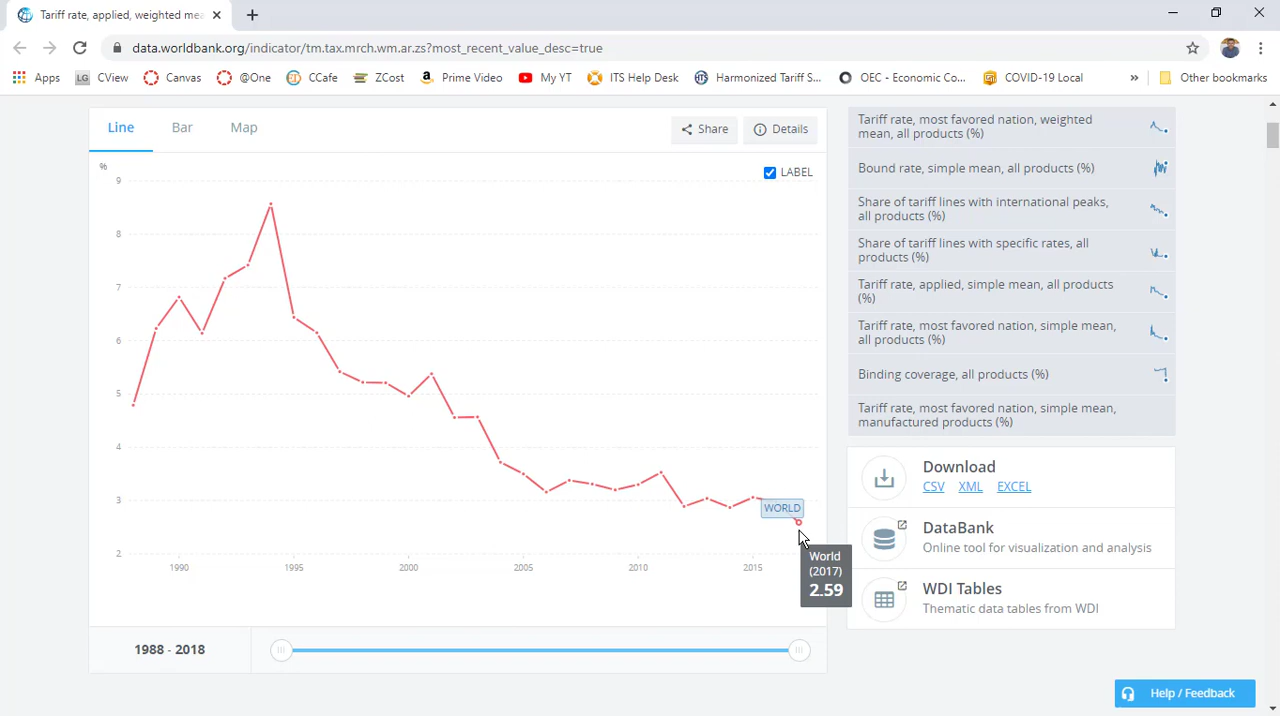 Tariff rate, applied, weighted me
data.worldbank.org/indicator/tm.tax.mrch.wm.ar.zs?most_recent_value_desc=true
Apps LG CView Canvas @One CCafe ZCost Prime Video My YT ITS Help Desk Harmonized Tariff S... OEC - Economic Co... COVID-19 Local » Other bookmarks
Line Bar Map Share Details
LABEL
%
9
8
7
6
5
4
3
2
1990 1995 2000 2005 2010 2015
WORLD
World
(2017)
2.59
1988 - 2018
Tariff rate, most favored nation, weighted
mean, all products (%)
Bound rate, simple mean, all products (%)
Share of tariff lines with international peaks,
all products (%)
Share of tariff lines with specific rates, all
products (%)
Tariff rate, applied, simple mean, all products
(%)
Tariff rate, most favored nation, simple mean,
all products (%)
Binding coverage, all products (%)
Tariff rate, most favored nation, simple mean,
manufactured products (%)
Download
CSV XML EXCEL
DataBank
Online tool for visualization and analysis
WDI Tables
Thematic data tables from WDI
Help / Feedback